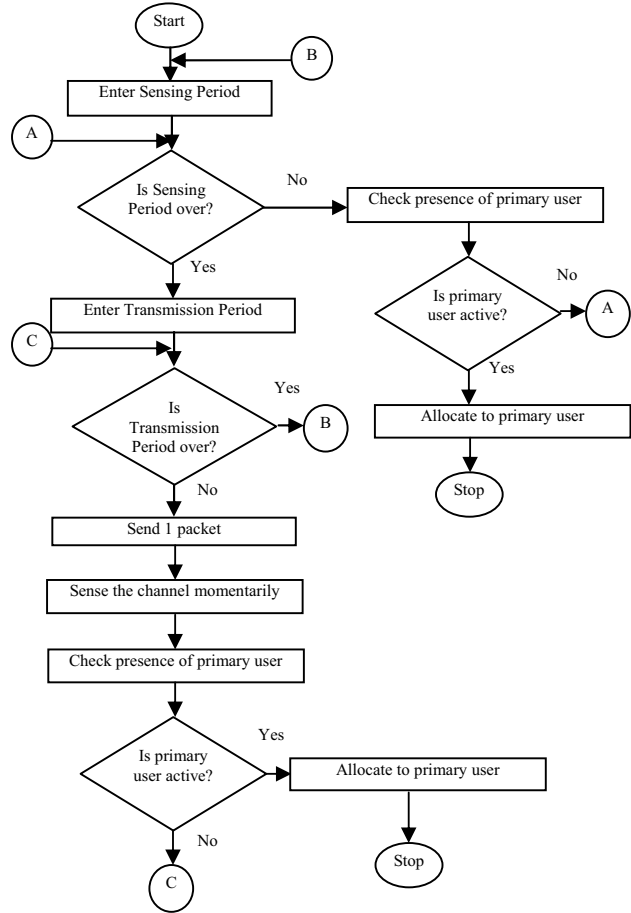 Start
B
Enter Sensing Period
A
Is Sensing
Period over?
No
Check presence of primary user
Yes
No
Is primary
user active?
A
Enter Transmission Period
C
Yes
Yes
Is
Transmission
Period over?
B
Allocate to primary user
No
Stop
Send 1 packet
Sense the channel momentarily
Check presence of primary user
Yes
Is primary
user active?
Allocate to primary user
No
Stop
C